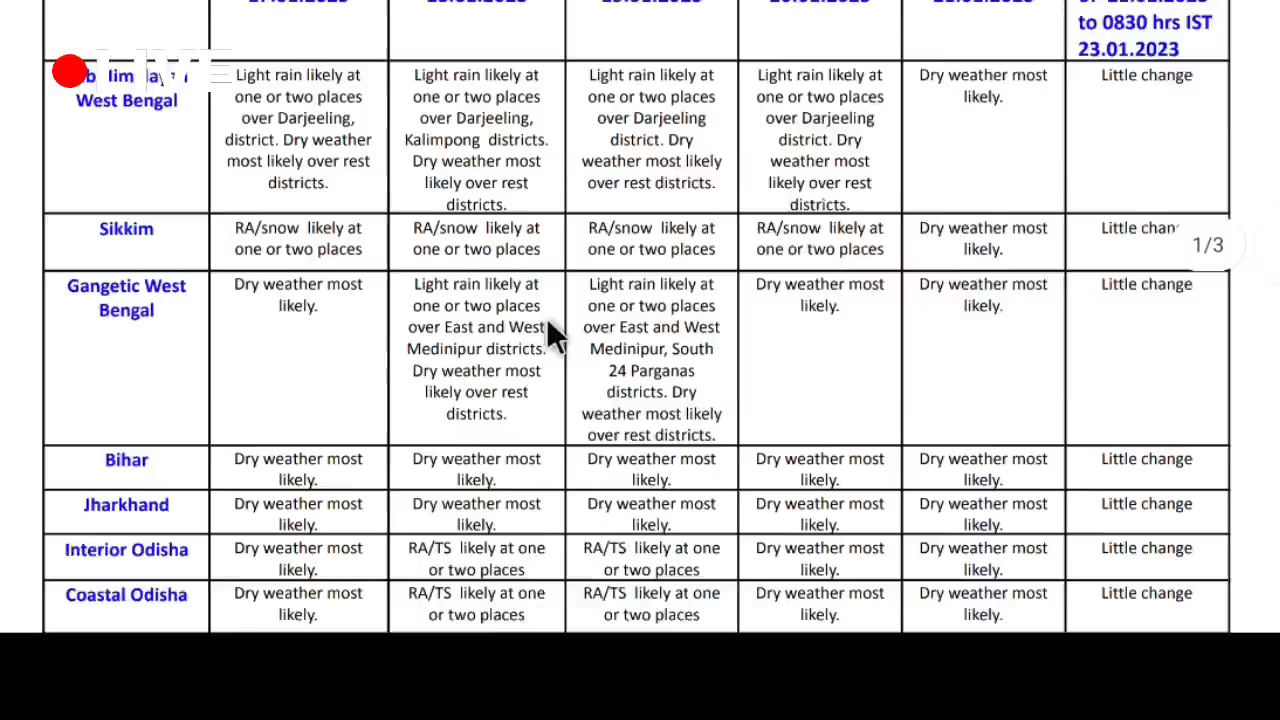 to 0830 hrs IST
23.01.2023
LIVE
West Bengal
Light rain likely at
one or two places
over Darjeeling,
district. Dry weather
most likely over rest
districts.
Light rain likely at
one or two places
over Darjeeling,
Kalimpong districts.
Dry weather most
likely over rest
districts.
Light rain likely at
one or two places
over Darjeeling
district. Dry
weather most likely
over rest districts.
Light rain likely at
one or two places
over Darjeeling
district. Dry
weather most
likely over rest
districts.
Dry weather most
likely.
Little change
Sikkim
RA/snow likely at
one or two places
RA/snow likely at
one or two places
RA/snow likely at
one or two places
RA/snow likely at
one or two places
Dry weather most
likely.
Little
1/3
Gangetic West
Bengal
Dry weather most
likely.
Light rain likely at
one or two places
over East and West
Medinipur districts.
Dry weather most
likely over rest
districts.
Light rain likely at
one or two places
over East and West
Medinipur, South
24 Parganas
districts. Dry
weather most likely
over rest districts.
Dry weather most
likely.
Dry weather most
likely.
Little change
Bihar
Dry weather most
likely.
Dry weather most
likely.
Dry weather most
likely.
Dry weather most
likely.
Dry weather most
likely.
Little change
Jharkhand
Dry weather most
likely.
Dry weather most
likely.
Dry weather most
likely.
Dry weather most
likely.
Dry weather most
likely.
Little change
Interior Odisha
Dry weather most
likely.
RA/TS likely at one
or two places
RA/TS likely at one
or two places
Dry weather most
likely.
Dry weather most
likely.
Little change
Coastal Odisha
Dry weather most
likely.
RA/TS likely at one
or two places
RA/TS likely at one
or two places
Dry weather most
likely.
Dry weather most
likely.
Little change